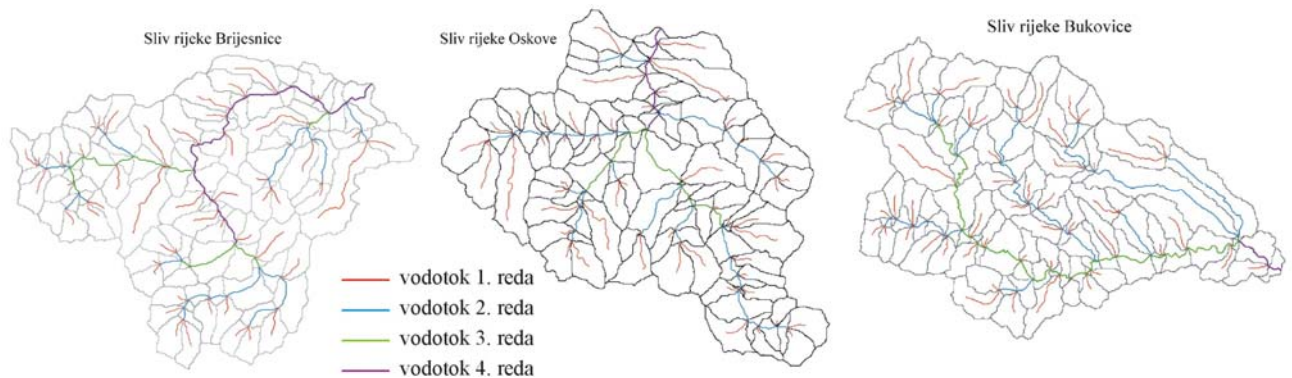 Sliv rijeke Brijesnice
Sliv rijeke Oskove
Sliv rijeke Bukovice
vodotok 1. reda
vodotok 2. reda
vodotok 3. reda
vodotok 4. reda